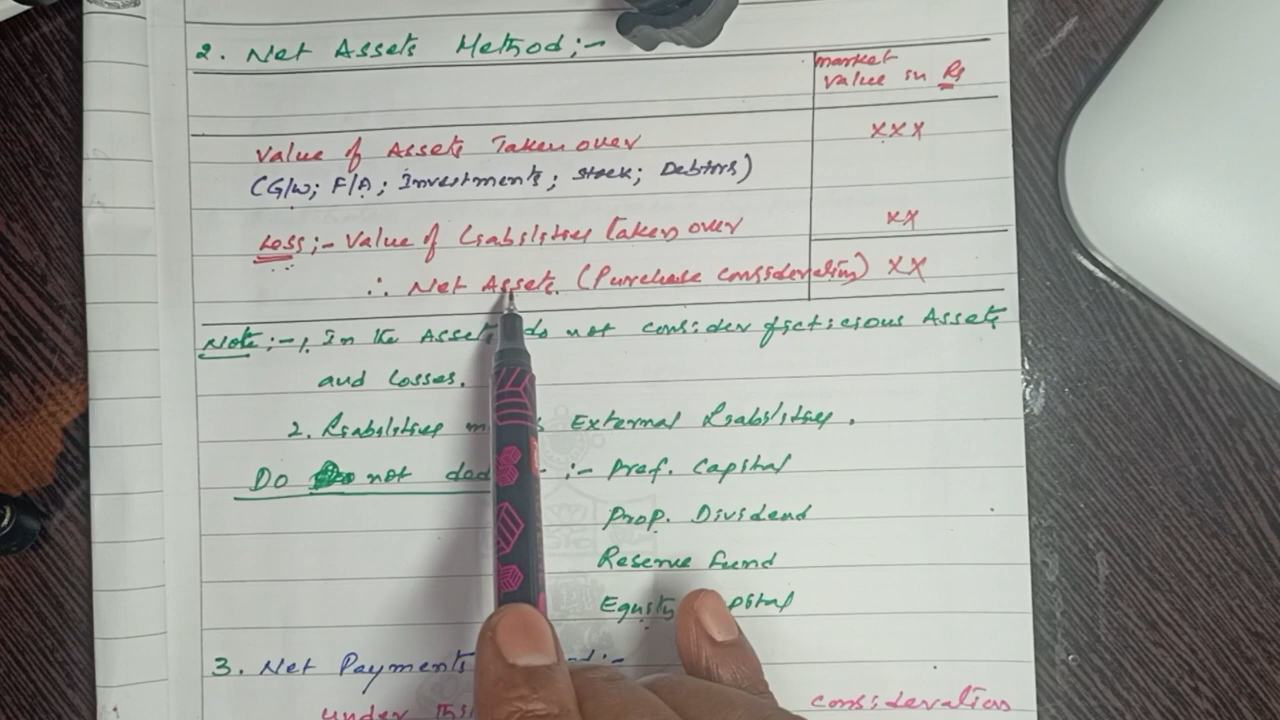 2. Net Assets Method:-
market
value in Rs
Value of Assets Taken over
xxx
(G/w; F/A; Investments; Stock; Debtors)
Less:- Value of Liabilities Taken over
xx
∴ Net Assets (Purchase consideration)
xx
Note:- 1. In the Assets do not consider ficticious Assets
and Losses.
2. Liabilities External Liabilities.
Do not :- Pref. Capital
Prop. Dividend
Reserve Fund
Equity
3. Net Payments
under consideration